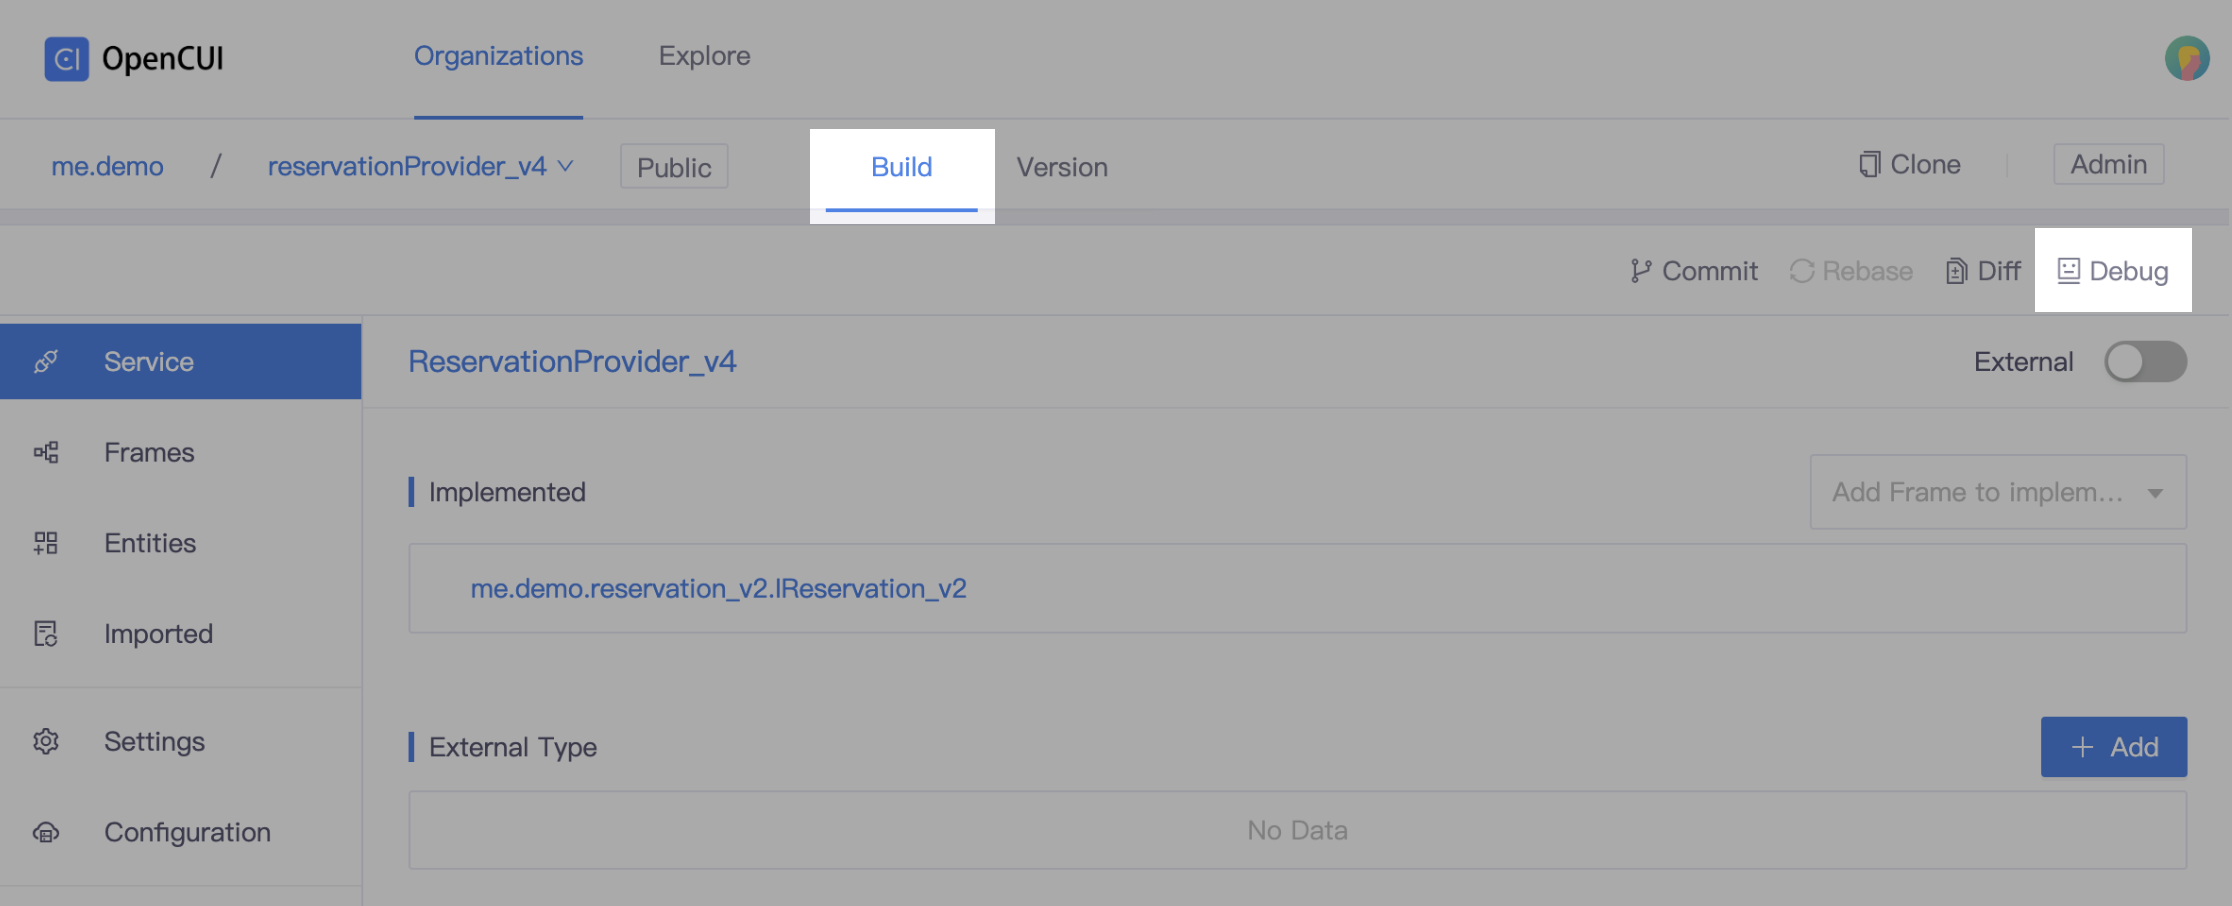 CI OpenCUI
Organizations Explore
me.demo / reservationProvider_v4 Public Build Version Clone Admin
Commit Rebase Diff Debug
Service
Frames
Entities
Imported
Settings
Configuration
ReservationProvider_v4 External
Implemented Add Frame to implem...
me.demo.reservation_v2.IReservation_v2
External Type + Add
No Data